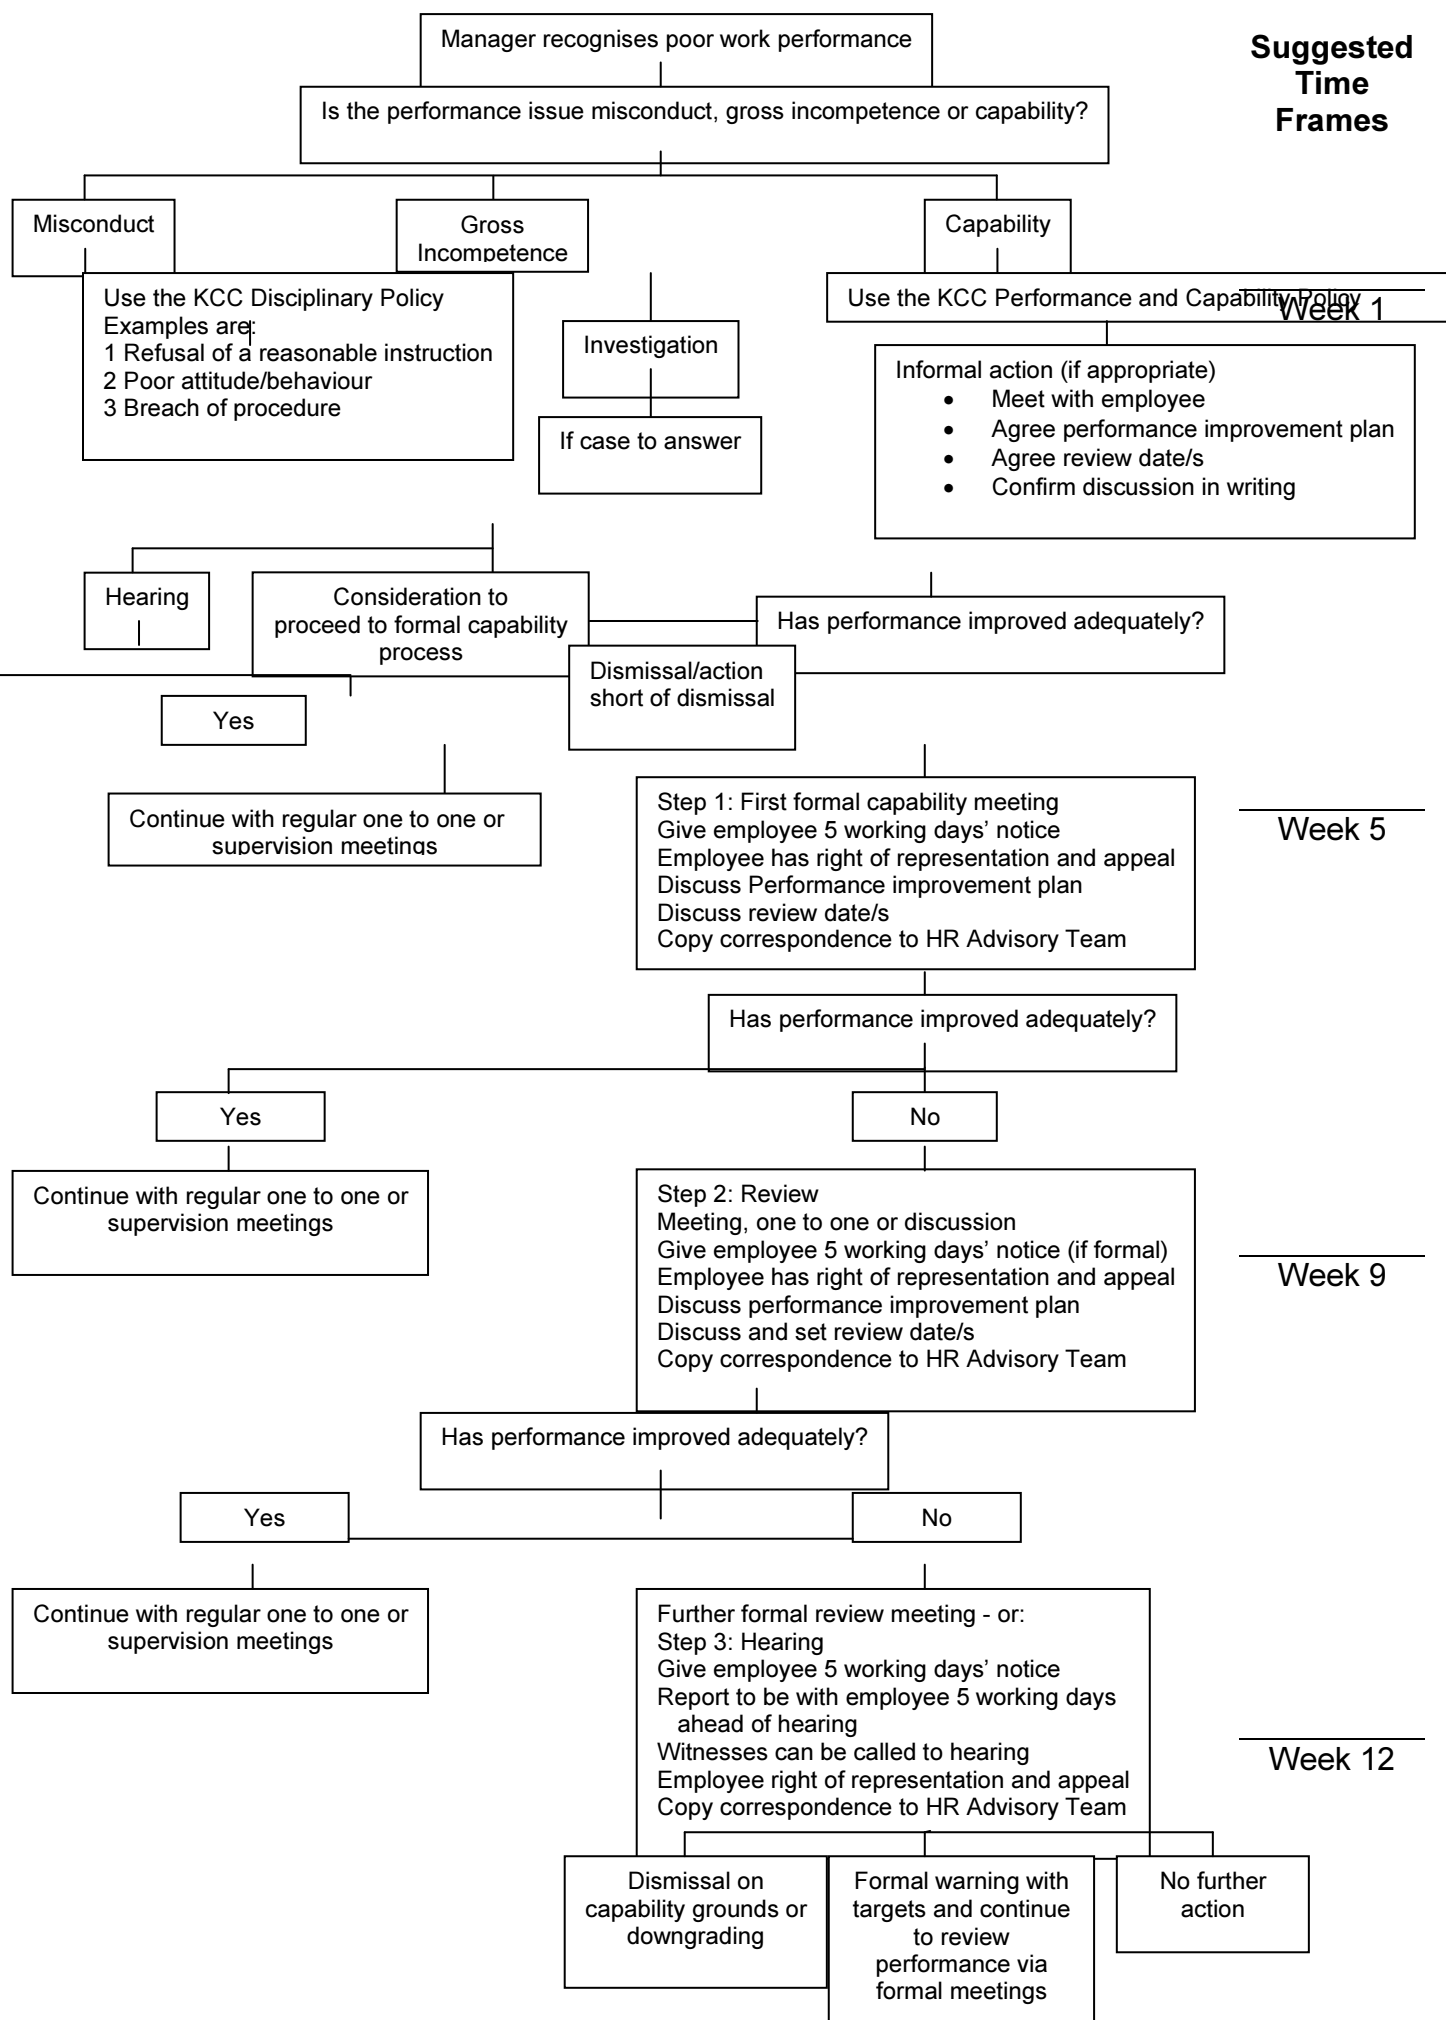 Manager recognises poor work performance
Suggested
Time
Frames
Is the performance issue misconduct, gross incompetence or capability?
Misconduct
Gross
Incompetence
Capability
Use the KCC Disciplinary Policy
Examples are:
1 Refusal of a reasonable instruction
2 Poor attitude/behaviour
3 Breach of procedure
Investigation
If case to answer
Use the KCC Performance and Capability Policy
Week 1
Informal action (if appropriate)
• Meet with employee
• Agree performance improvement plan
• Agree review date/s
• Confirm discussion in writing
Hearing
Consideration to
proceed to formal capability
process
Has performance improved adequately?
Dismissal/action
short of dismissal
Yes
Continue with regular one to one or
supervision meetings
Step 1: First formal capability meeting
Give employee 5 working days’ notice
Employee has right of representation and appeal
Discuss Performance improvement plan
Discuss review date/s
Copy correspondence to HR Advisory Team
Week 5
Has performance improved adequately?
Yes
No
Continue with regular one to one or
supervision meetings
Step 2: Review
Meeting, one to one or discussion
Give employee 5 working days’ notice (if formal)
Employee has right of representation and appeal
Discuss performance improvement plan
Discuss and set review date/s
Copy correspondence to HR Advisory Team
Week 9
Has performance improved adequately?
Yes
No
Continue with regular one to one or
supervision meetings
Further formal review meeting - or:
Step 3: Hearing
Give employee 5 working days’ notice
Report to be with employee 5 working days
ahead of hearing
Witnesses can be called to hearing
Employee right of representation and appeal
Copy correspondence to HR Advisory Team
Week 12
Dismissal on
capability grounds or
downgrading
Formal warning with
targets and continue
to review
performance via
formal meetings
No further
action